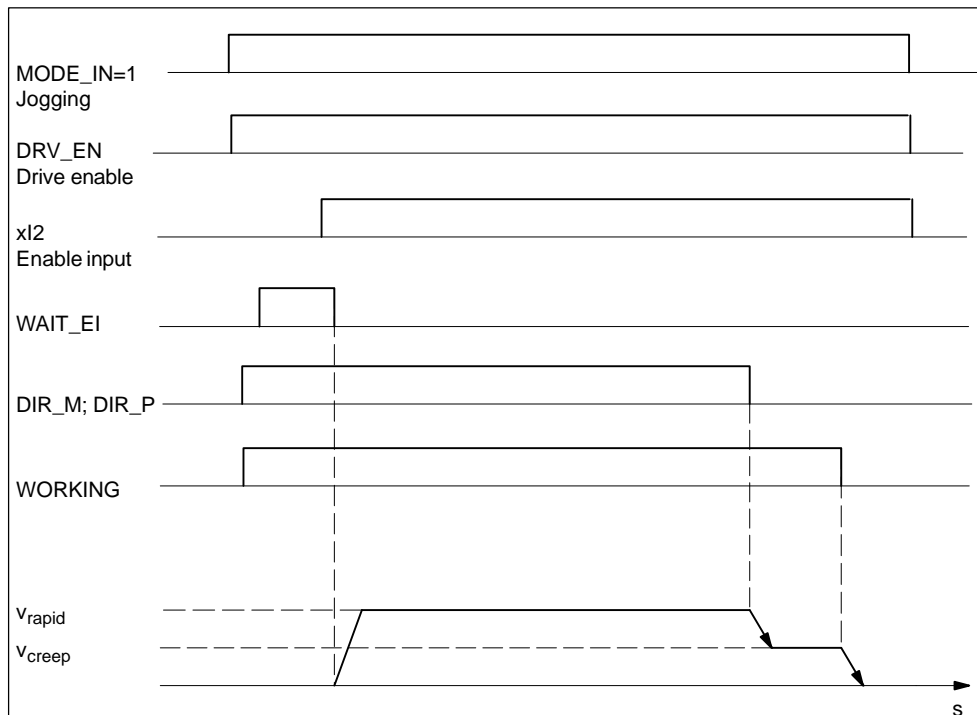 MODE_IN=1
Jogging
DRV_EN
Drive enable
xI2
Enable input
WAIT_EI
DIR_M; DIR_P
WORKING
vrapid
vcreep
s